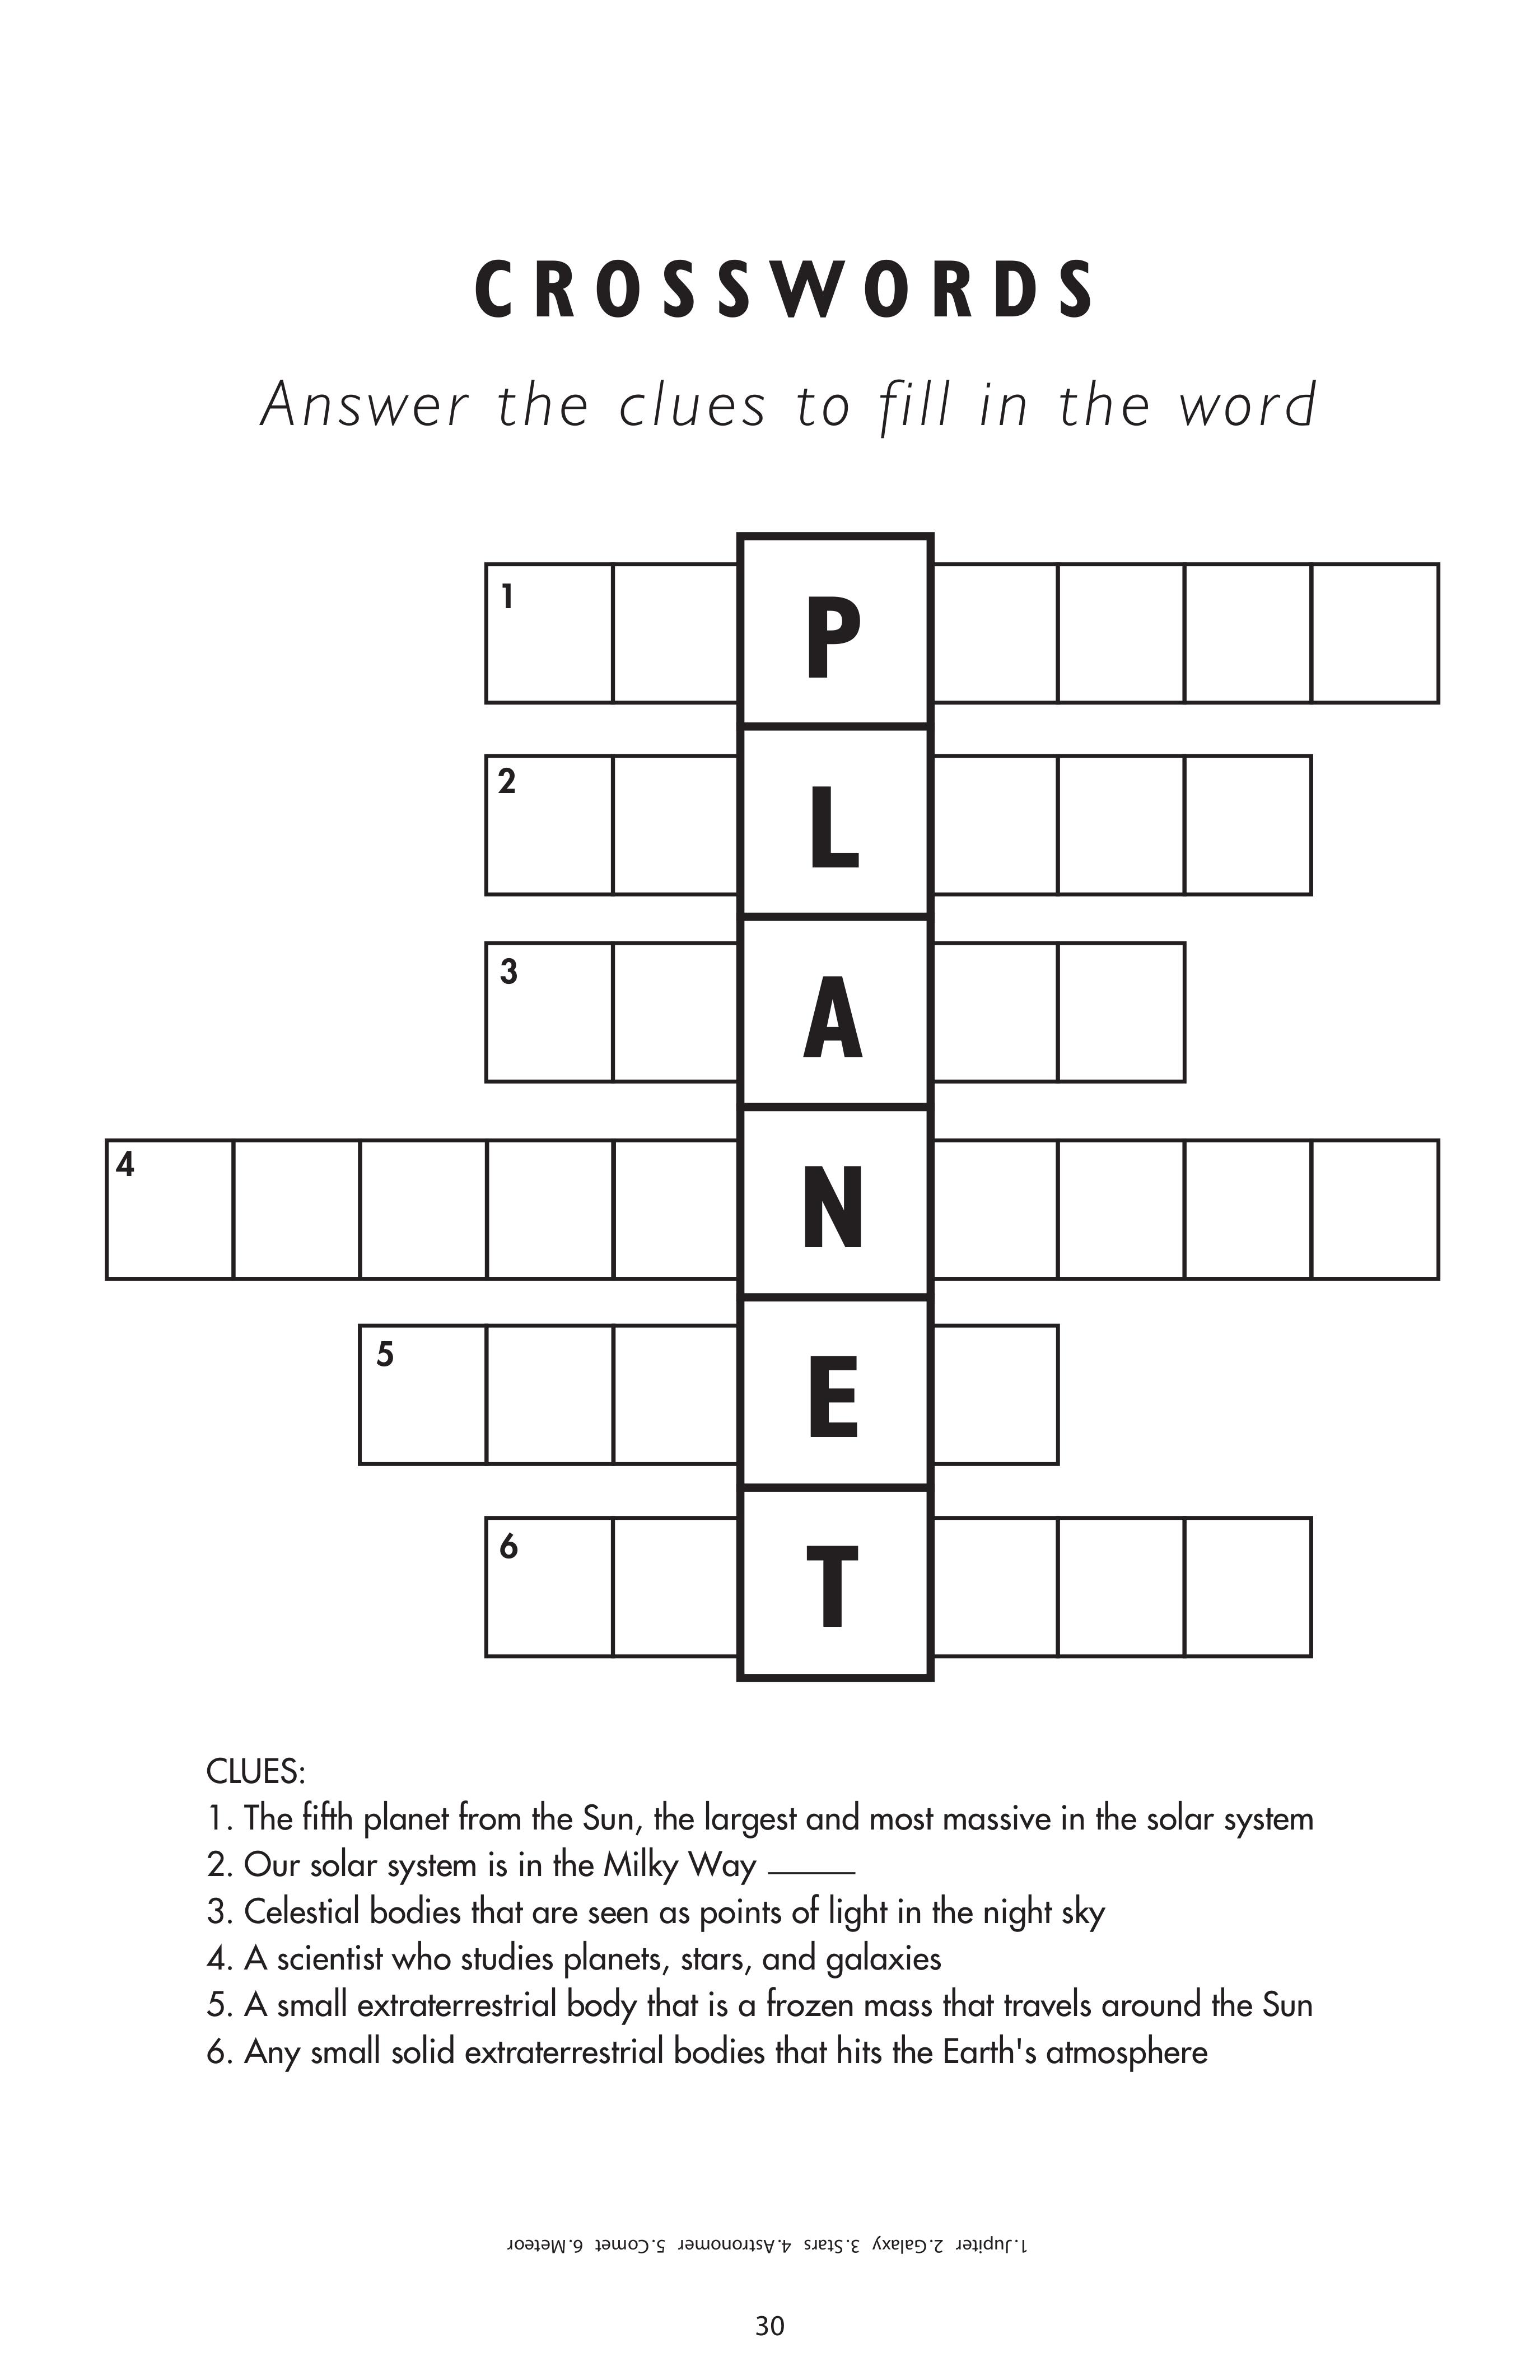 CROSSWORDS
Answer the clues to fill in the word
1
P
2
L
3
A
4
N
5
E
6
T
CLUES:
1. The fifth planet from the Sun, the largest and most massive in the solar system
2. Our solar system is in the Milky Way _____
3. Celestial bodies that are seen as points of light in the night sky
4. A scientist who studies planets, stars, and galaxies
5. A small extraterrestrial body that is a frozen mass that travels around the Sun
6. Any small solid extraterrestrial bodies that hits the Earth's atmosphere
1.Jupiter 2.Galaxy 3.Stars 4.Astronomer 5.Comet 6.Meteor
30